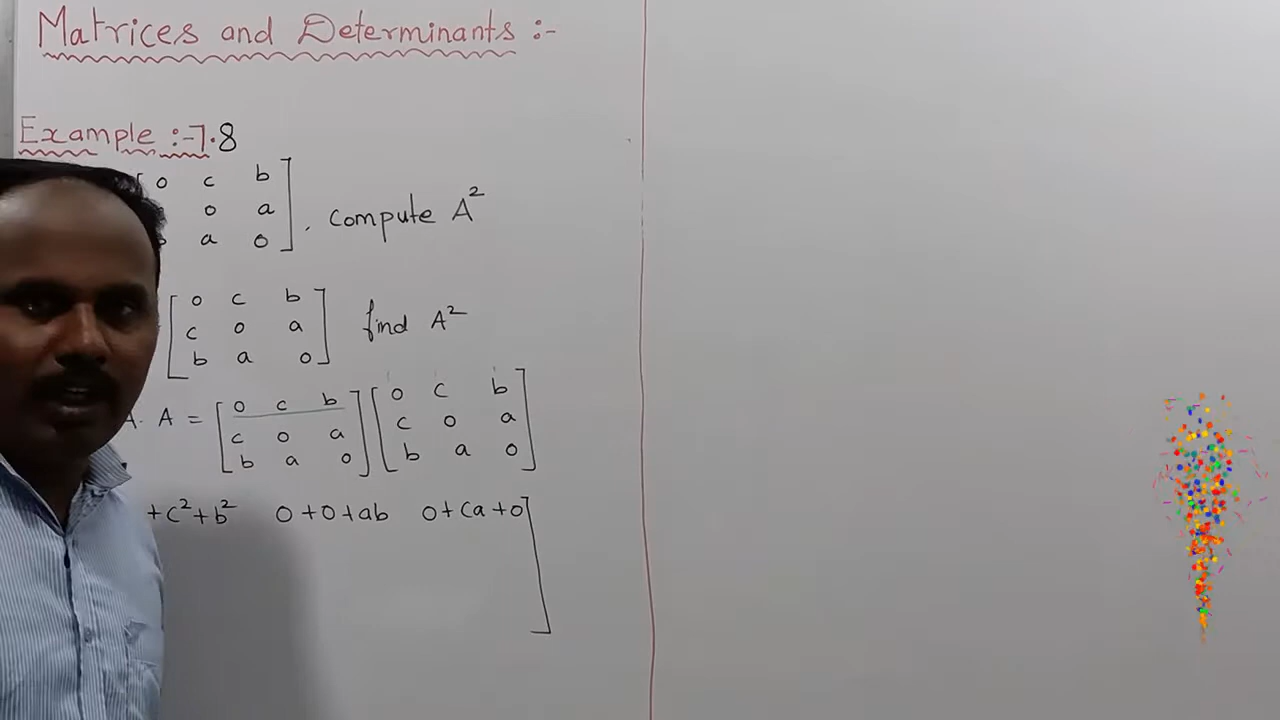 Matrices and Determinants :-
Example :-7.8
0 c b
0 a . compute A²
a 0
0 c b
c 0 a find A²
b a 0
A. A = [0 c b] [0 c b]
c 0 a c 0 a
b a 0 b a 0
+c²+b² 0+0+ab 0+ca+0